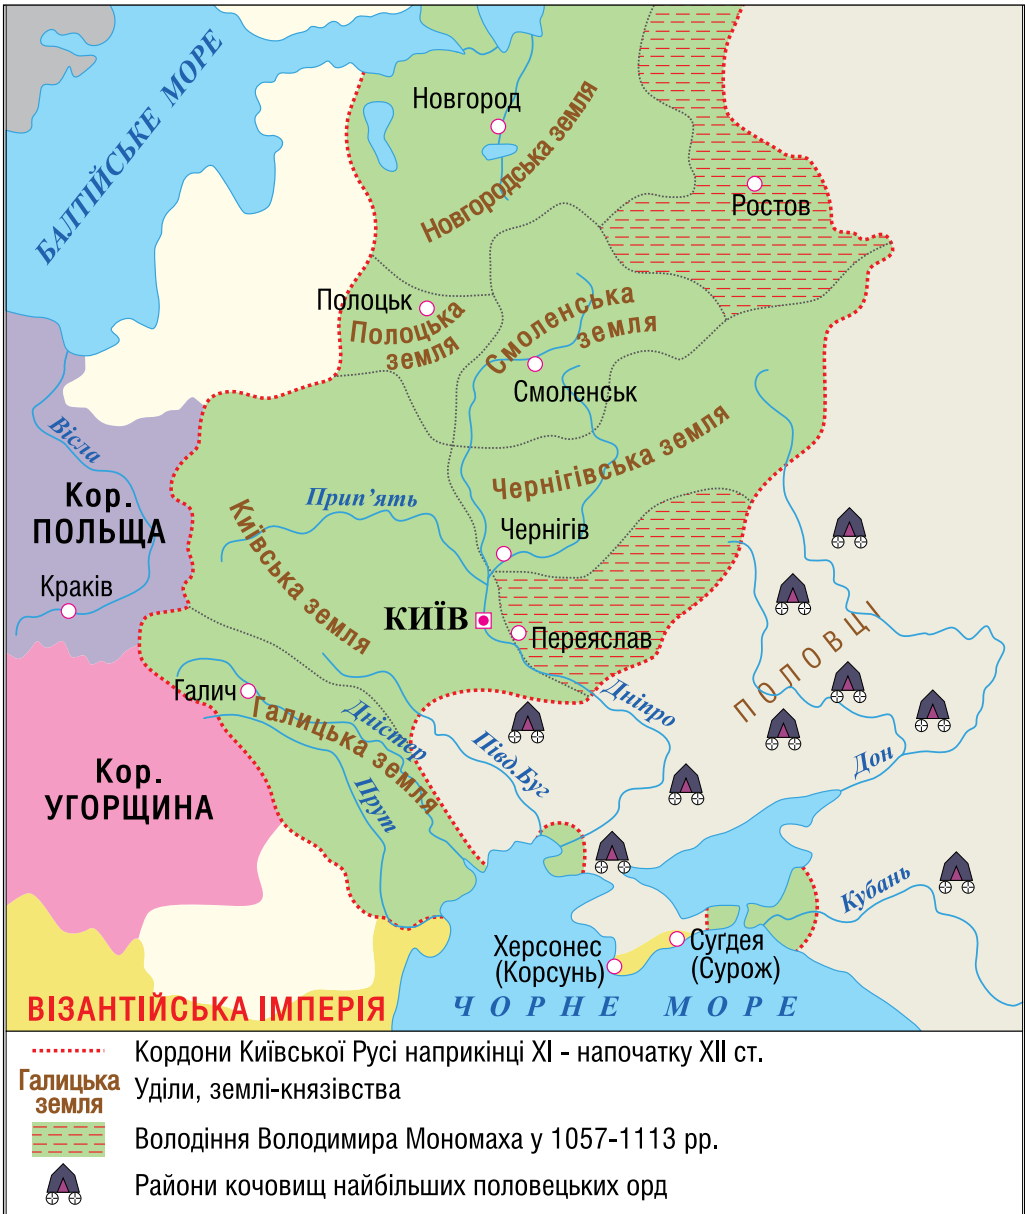 БАЛТІЙСЬКЕ МОРЕ
Новгород
Новгородська земля
Ростов
Полоцьк
Полоцька
земля
Смоленська
земля
Смоленськ
Вісла
Кор.
ПОЛЬЩА
Краків
Прип’ять
Чернігівська земля
Чернігів
Київська земля
КИЇВ
Переяслав
ПОЛОВЦІ
Галич
Галицька земля
Дністер
Прут
Півд.Буг
Дніпро
Дон
Кор.
УГОРЩИНА
Кубань
Херсонес
(Корсунь)
Сугдея
(Сурож)
ВІЗАНТІЙСЬКА ІМПЕРІЯ
ЧОРНЕ МОРЕ
Кордони Київської Русі наприкінці XI - напочатку XII ст.
Галицька
земля
Уділи, землі-князівства
Володіння Володимира Мономаха у 1057-1113 рр.
Райони кочовищ найбільших половецьких орд